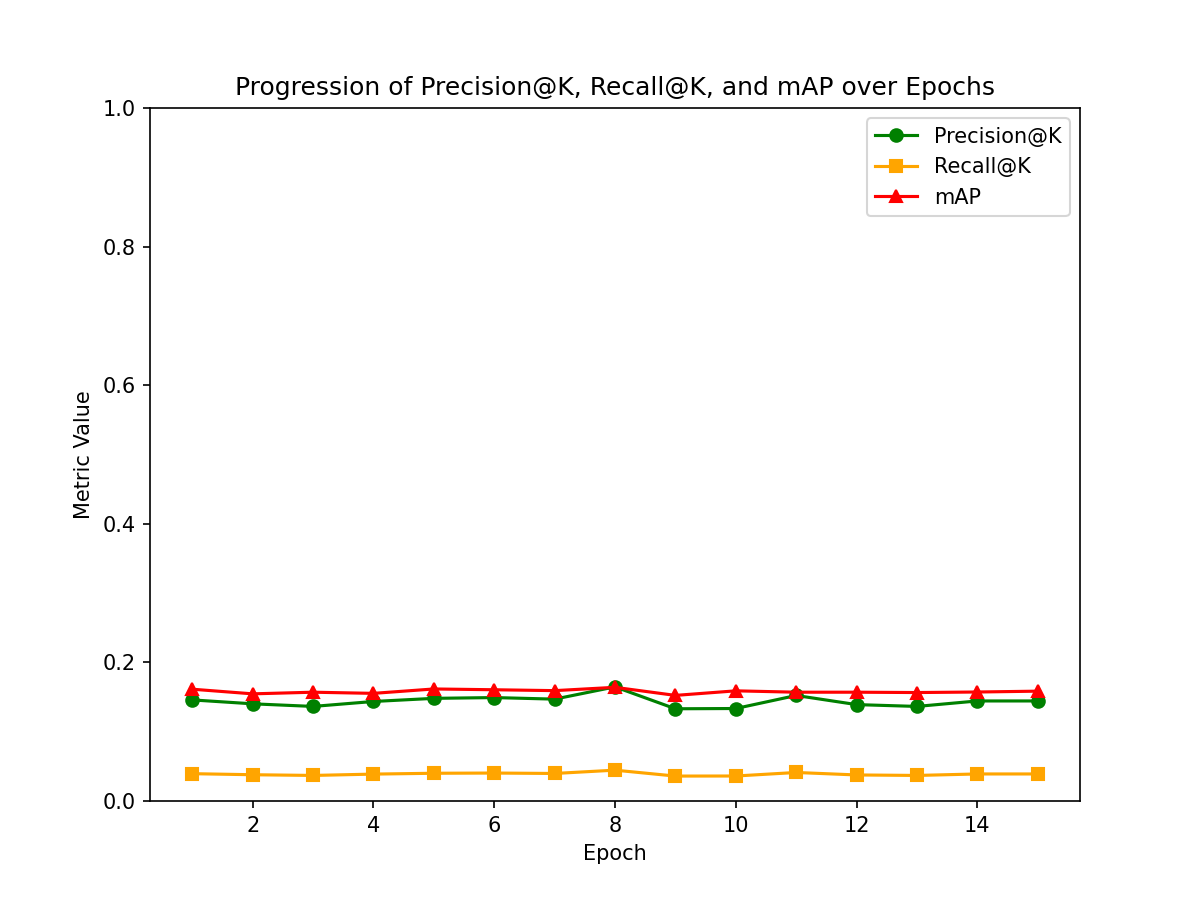 Progression of Precision@K, Recall@K, and mAP over Epochs
1.0
0.8
0.6
0.4
0.2
0.0
Metric Value
Precision@K
Recall@K
mAP
2 4 6 8 10 12 14
Epoch